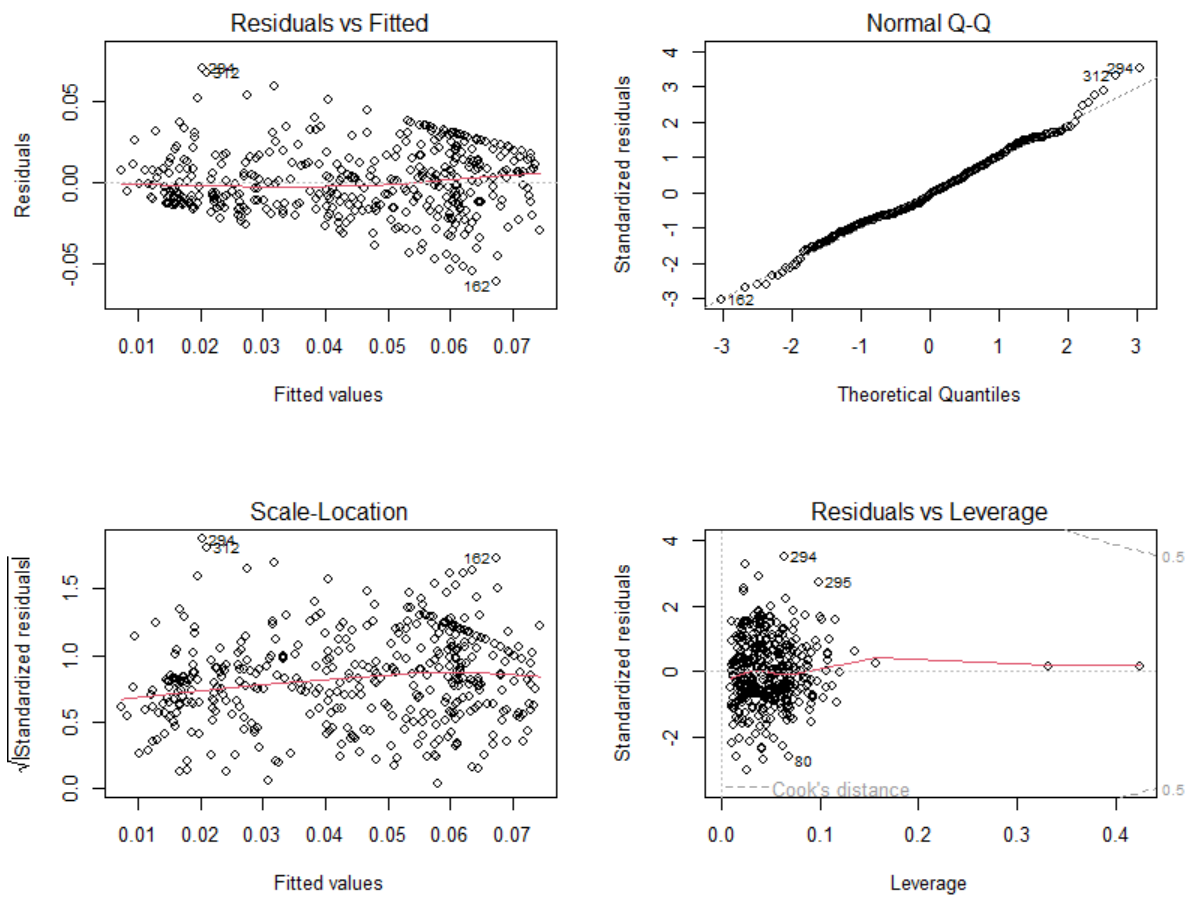 Residuals vs Fitted
Residuals
0.05
0.00
-0.05
294
312
162
0.01 0.02 0.03 0.04 0.05 0.06 0.07
Fitted values
Normal Q-Q
Standardized residuals
4
3
2
1
0
-1
-2
-3
312
294
162
-3 -2 -1 0 1 2 3
Theoretical Quantiles
Scale-Location
√|Standardized residuals|
1.5
1.0
0.5
0.0
294
312
162
0.01 0.02 0.03 0.04 0.05 0.06 0.07
Fitted values
Residuals vs Leverage
Standardized residuals
4
2
0
-2
294
295
80
Cook's distance
0.5
0.5
0.0 0.1 0.2 0.3 0.4
Leverage